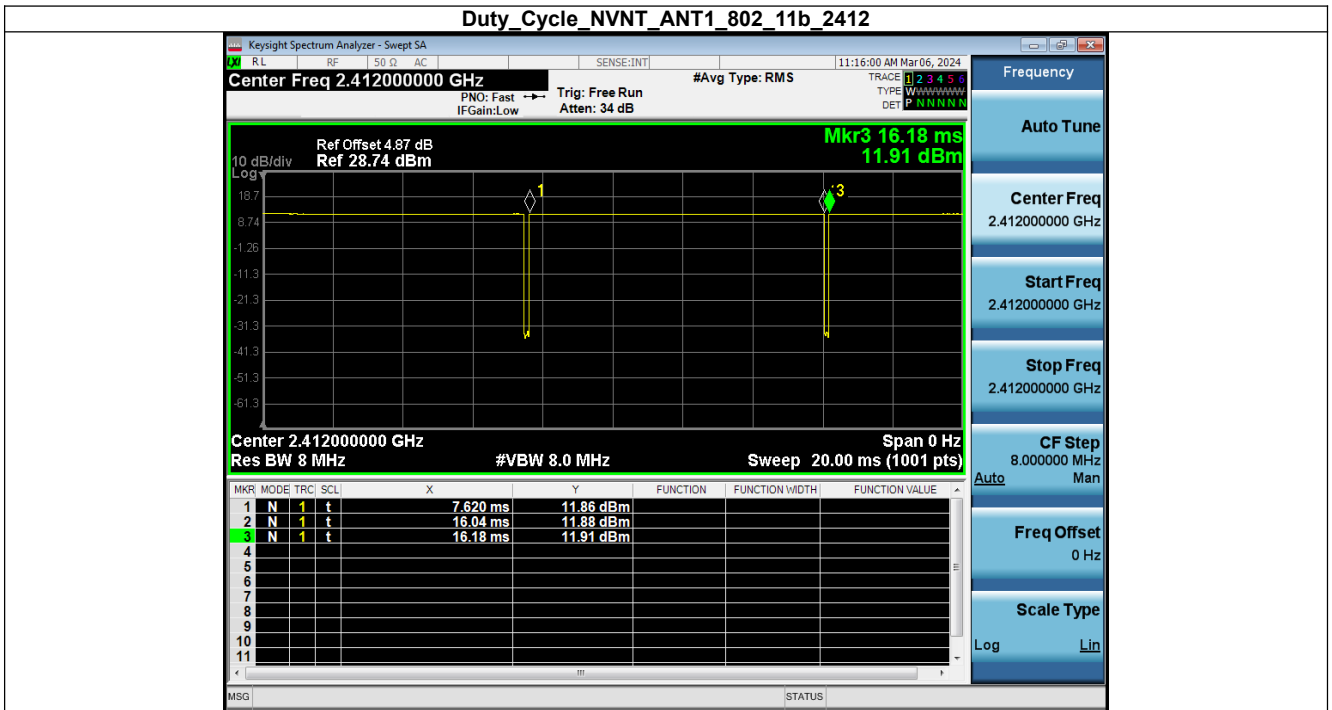 Duty_Cycle_NVNT_ANT1_802_11b_2412
Keysight Spectrum Analyzer - Swept SA
LXI RL RF 50 Ω AC SENSE:INT 11:16:00 AM Mar 06, 2024
Center Freq 2.412000000 GHz #Avg Type: RMS TRACE 1 2 3 4 5 6
PNO: Fast Trig: Free Run TYPE WWWWWW
IFGain:Low Atten: 34 dB DET P N N N N N
Frequency
Auto Tune
Center Freq
2.412000000 GHz
Start Freq
2.412000000 GHz
Stop Freq
2.412000000 GHz
CF Step
8.000000 MHz
Auto Man
Freq Offset
0 Hz
Scale Type
Log Lin
Mkr3 16.18 ms
11.91 dBm
Ref Offset 4.87 dB
10 dB/div Ref 28.74 dBm
Log
18.7
8.74
-1.26
-11.3
-21.3
-31.3
-41.3
-51.3
-61.3
1
3
Center 2.412000000 GHz Span 0 Hz
Res BW 8 MHz #VBW 8.0 MHz Sweep 20.00 ms (1001 pts)
MKR MODE TRC SCL X Y FUNCTION FUNCTION WIDTH FUNCTION VALUE
1 N 1 t 7.620 ms 11.86 dBm
2 N 1 t 16.04 ms 11.88 dBm
3 N 1 t 16.18 ms 11.91 dBm
4
5
6
7
8
9
10
11
MSG STATUS